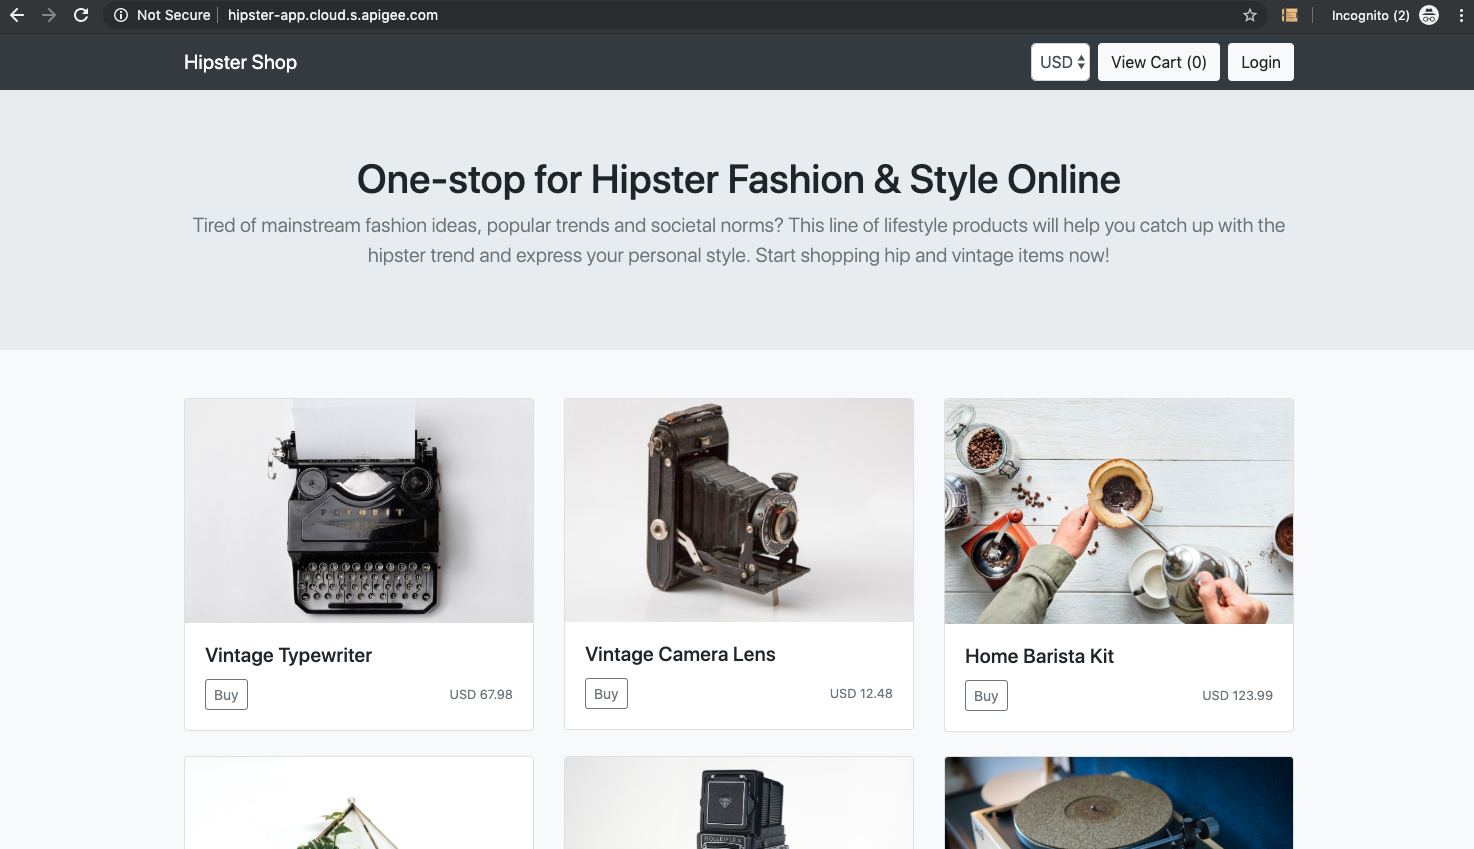 Not Secure
hipster-app.cloud.s.apigee.com
Incognito (2)
Hipster Shop
USD
View Cart (0)
Login
One-stop for Hipster Fashion & Style Online
Tired of mainstream fashion ideas, popular trends and societal norms? This line of lifestyle products will help you catch up with the
hipster trend and express your personal style. Start shopping hip and vintage items now!
Vintage Typewriter
Buy
USD 67.98
Vintage Camera Lens
Buy
USD 12.48
Home Barista Kit
Buy
USD 123.99
ROLLEIFLEX